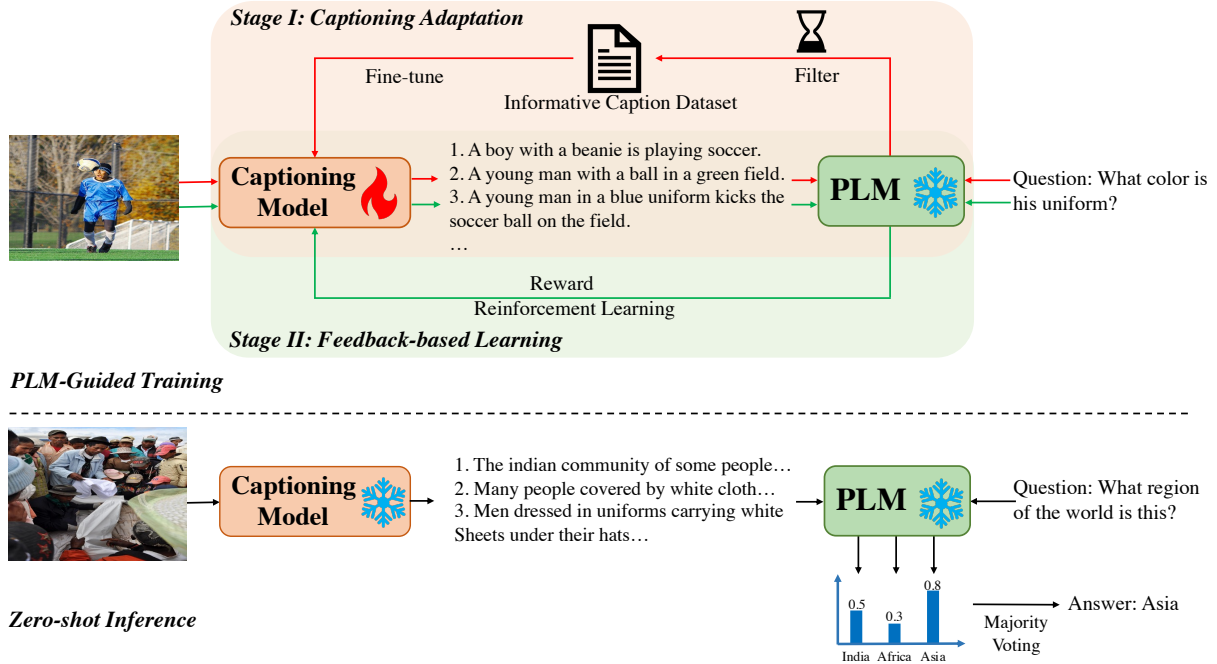 Stage I: Captioning Adaptation
Fine-tune
Filter
Informative Caption Dataset
Captioning
Model
1. A boy with a beanie is playing soccer.
2. A young man with a ball in a green field.
3. A young man in a blue uniform kicks the
soccer ball on the field.
…
PLM
Question: What color is
his uniform?
Reward
Reinforcement Learning
Stage II: Feedback-based Learning
PLM-Guided Training
Captioning
Model
1. The indian community of some people…
2. Many people covered by white cloth…
3. Men dressed in uniforms carrying white
Sheets under their hats…
PLM
Question: What region
of the world is this?
0.5
0.3
0.8
India
Africa
Asia
Majority
Voting
Answer: Asia
Zero-shot Inference